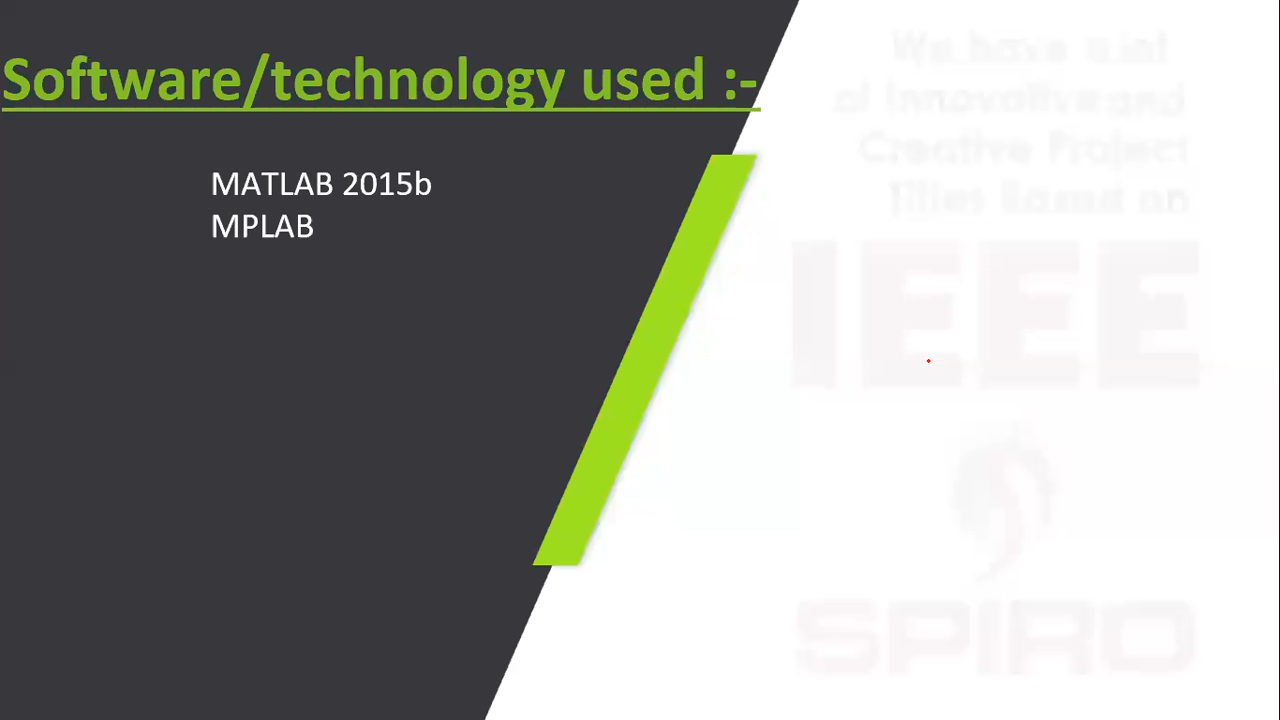 Software/technology used :-
MATLAB 2015b
MPLAB
We have a lot
of Innovative and
Creative Project
Titles Based on
IEEE
SPIRO